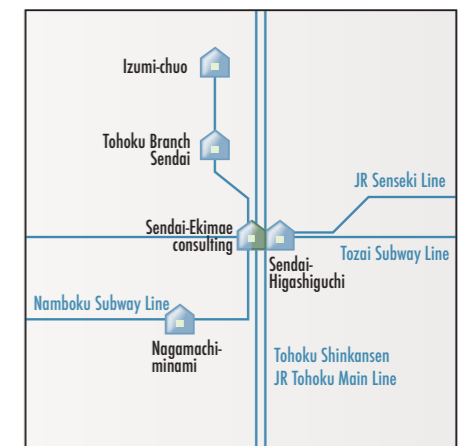 Izumi-chuo
Tohoku Branch
Sendai
JR Senseki Line
Sendai-Ekimae
consulting
Tozai Subway Line
Sendai-
Higashiguchi
Namboku Subway Line
Nagamachi-
minami
Tohoku Shinkansen
JR Tohoku Main Line